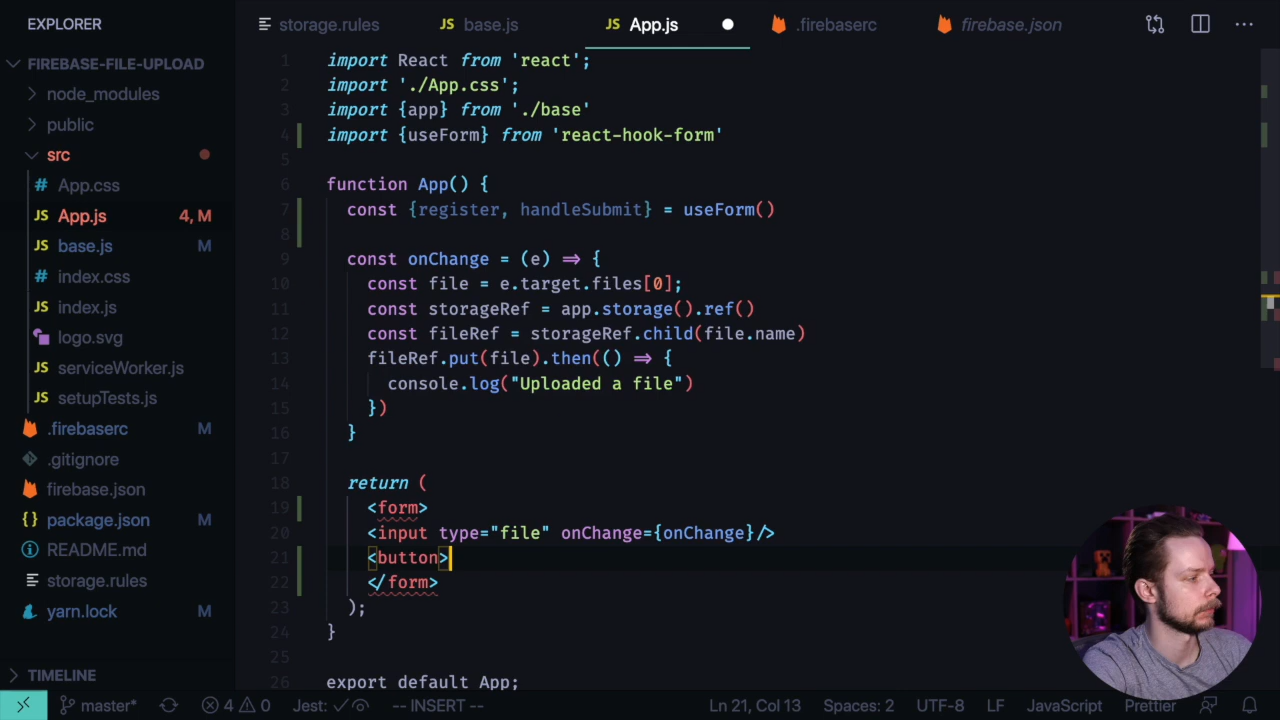 EXPLORER
FIREBASE-FILE-UPLOAD
node_modules
public
src
# App.css
JS App.js 4, M
JS base.js M
# index.css
JS index.js
logo.svg
JS serviceWorker.js
JS setupTests.js
.firebaserc M
.gitignore
firebase.json
{} package.json M
README.md
storage.rules
yarn.lock M
TIMELINE
storage.rules JS base.js JS App.js .firebaserc firebase.json
1 import React from 'react';
2 import './App.css';
3 import {app} from './base'
4 import {useForm} from 'react-hook-form'
5
6 function App() {
7 const {register, handleSubmit} = useForm()
8
9 const onChange = (e) => {
10 const file = e.target.files[0];
11 const storageRef = app.storage().ref()
12 const fileRef = storageRef.child(file.name)
13 fileRef.put(file).then(() => {
14 console.log("Uploaded a file")
15 })
16 }
17
18 return (
19 <form>
20 <input type="file" onChange={onChange}/>
21 <button>
22 </form>
23 );
24 }
25
26 export default App;
master* 4 0 Jest: -- INSERT -- Ln 21, Col 13 Spaces: 2 UTF-8 LF JavaScript Prettier